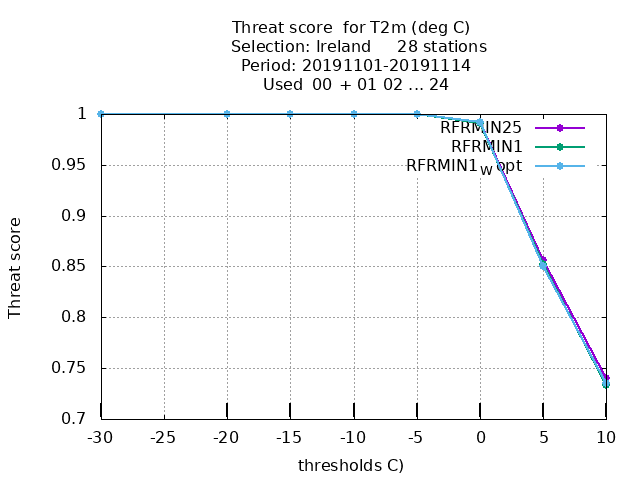 Threat score  for T2m (deg C)
Selection: Ireland     28 stations
Period: 20191101-20191114
Used  00 + 01 02 ... 24
RFRMIN25
RFRMIN1
RFRMIN1W opt
1
0.95
0.9
0.85
0.8
0.75
0.7
Threat score
-30 -25 -20 -15 -10 -5 0 5 10
thresholds C)